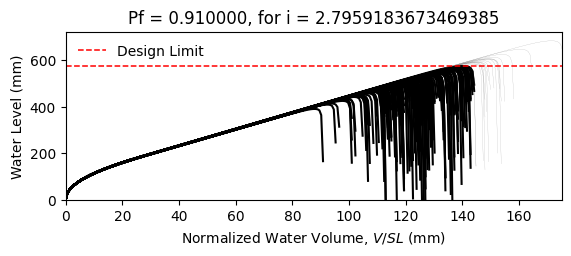 Pf = 0.910000, for i = 2.7959183673469385
Design Limit
Water Level (mm)
600
400
200
0
0 20 40 60 80 100 120 140 160
Normalized Water Volume, V/SL (mm)